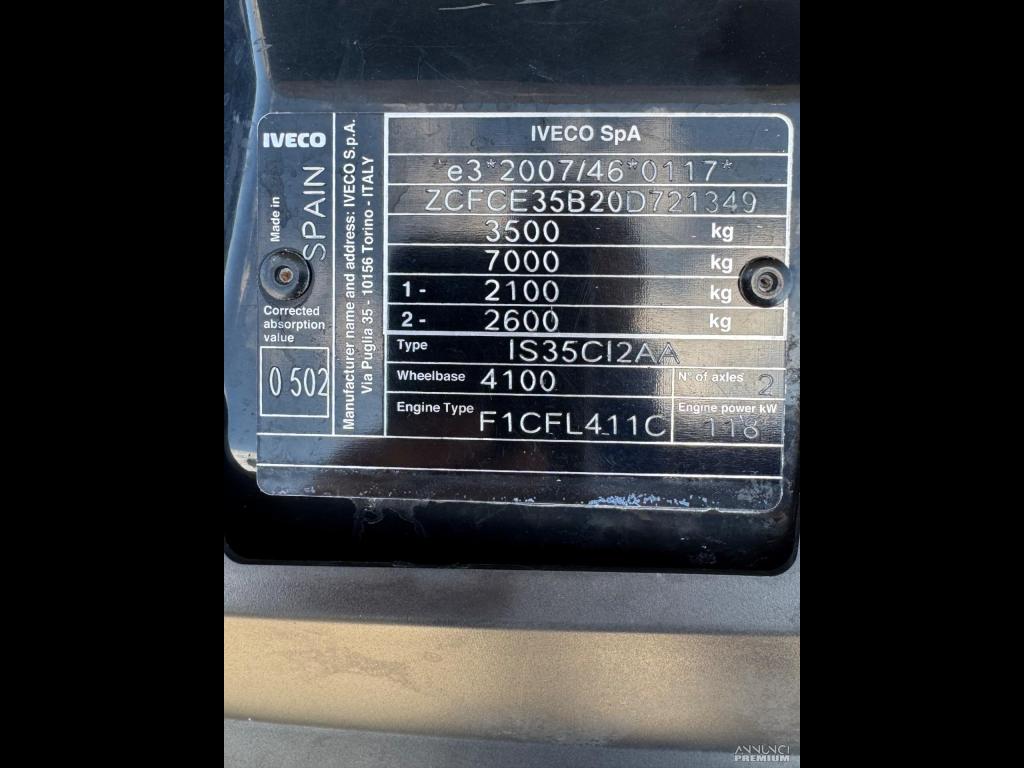 IVECO
Made in
SPAIN
Corrected
absorption
value
0 502
Manufacturer name and address: IVECO S.p.A.
Via Puglia 35 - 10156 Torino - ITALY
IVECO SpA
*e3*2007/46*0117*
ZCFCE35B20D721349
3500 kg
7000 kg
1- 2100 kg
2- 2600 kg
Type IS35CI2AA
Wheelbase 4100 N° of axles 2
Engine Type F1CFL411C Engine power kW 118
ANNUNCI
PREMIUM